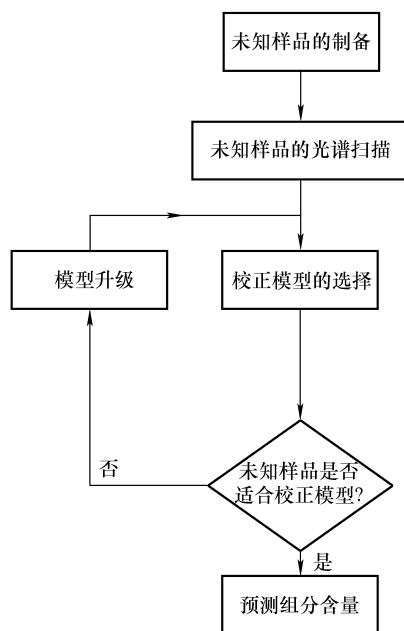 未知样品的制备
未知样品的光谱扫描
模型升级
校正模型的选择
否
未知样品是否
适合校正模型?
是
预测组分含量